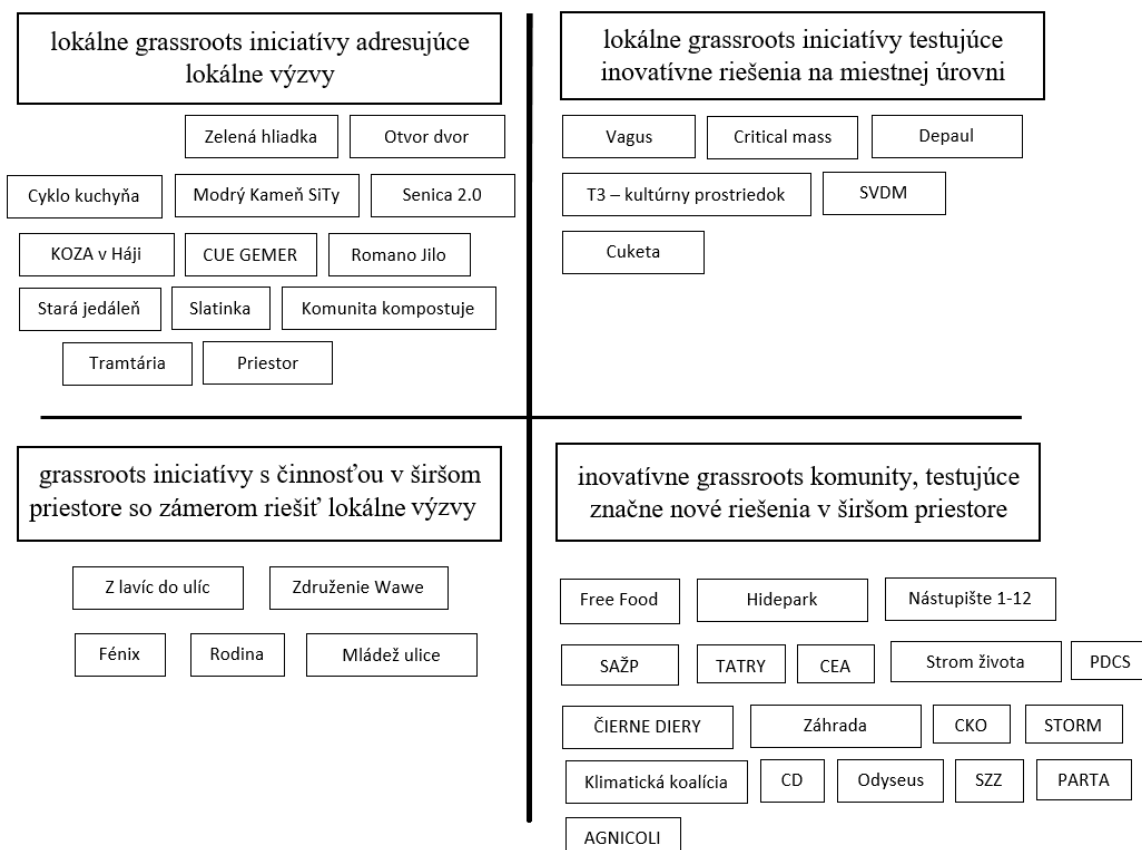 lokálne grassroots iniciatívy adresujúce
lokálne výzvy
Zelená hliadka
Otvor dvor
Cyklo kuchyňa
Modrý Kameň SiTy
Senica 2.0
KOZA v Háji
CUE GEMER
Romano Jilo
Stará jedáleň
Slatinka
Komunita kompostuje
Tramtária
Priestor
lokálne grassroots iniciatívy testujúce
inovatívne riešenia na miestnej úrovni
Vagus
Critical mass
Depaul
T3 – kultúrny prostriedok
SVDM
Cuketa
grassroots iniciatívy s činnosťou v širšom
priestore so zámerom riešiť lokálne výzvy
Z lavíc do ulíc
Združenie Wawe
Fénix
Rodina
Mládež ulice
inovatívne grassroots komunity, testujúce
značne nové riešenia v širšom priestore
Free Food
Hidepark
Nástupište 1-12
SAŽP
TATRY
CEA
Strom života
PDCS
ČIERNE DIERY
Záhrada
CKO
STORM
Klimatická koalícia
CD
Odyseus
SZZ
PARTA
AGNICOLI